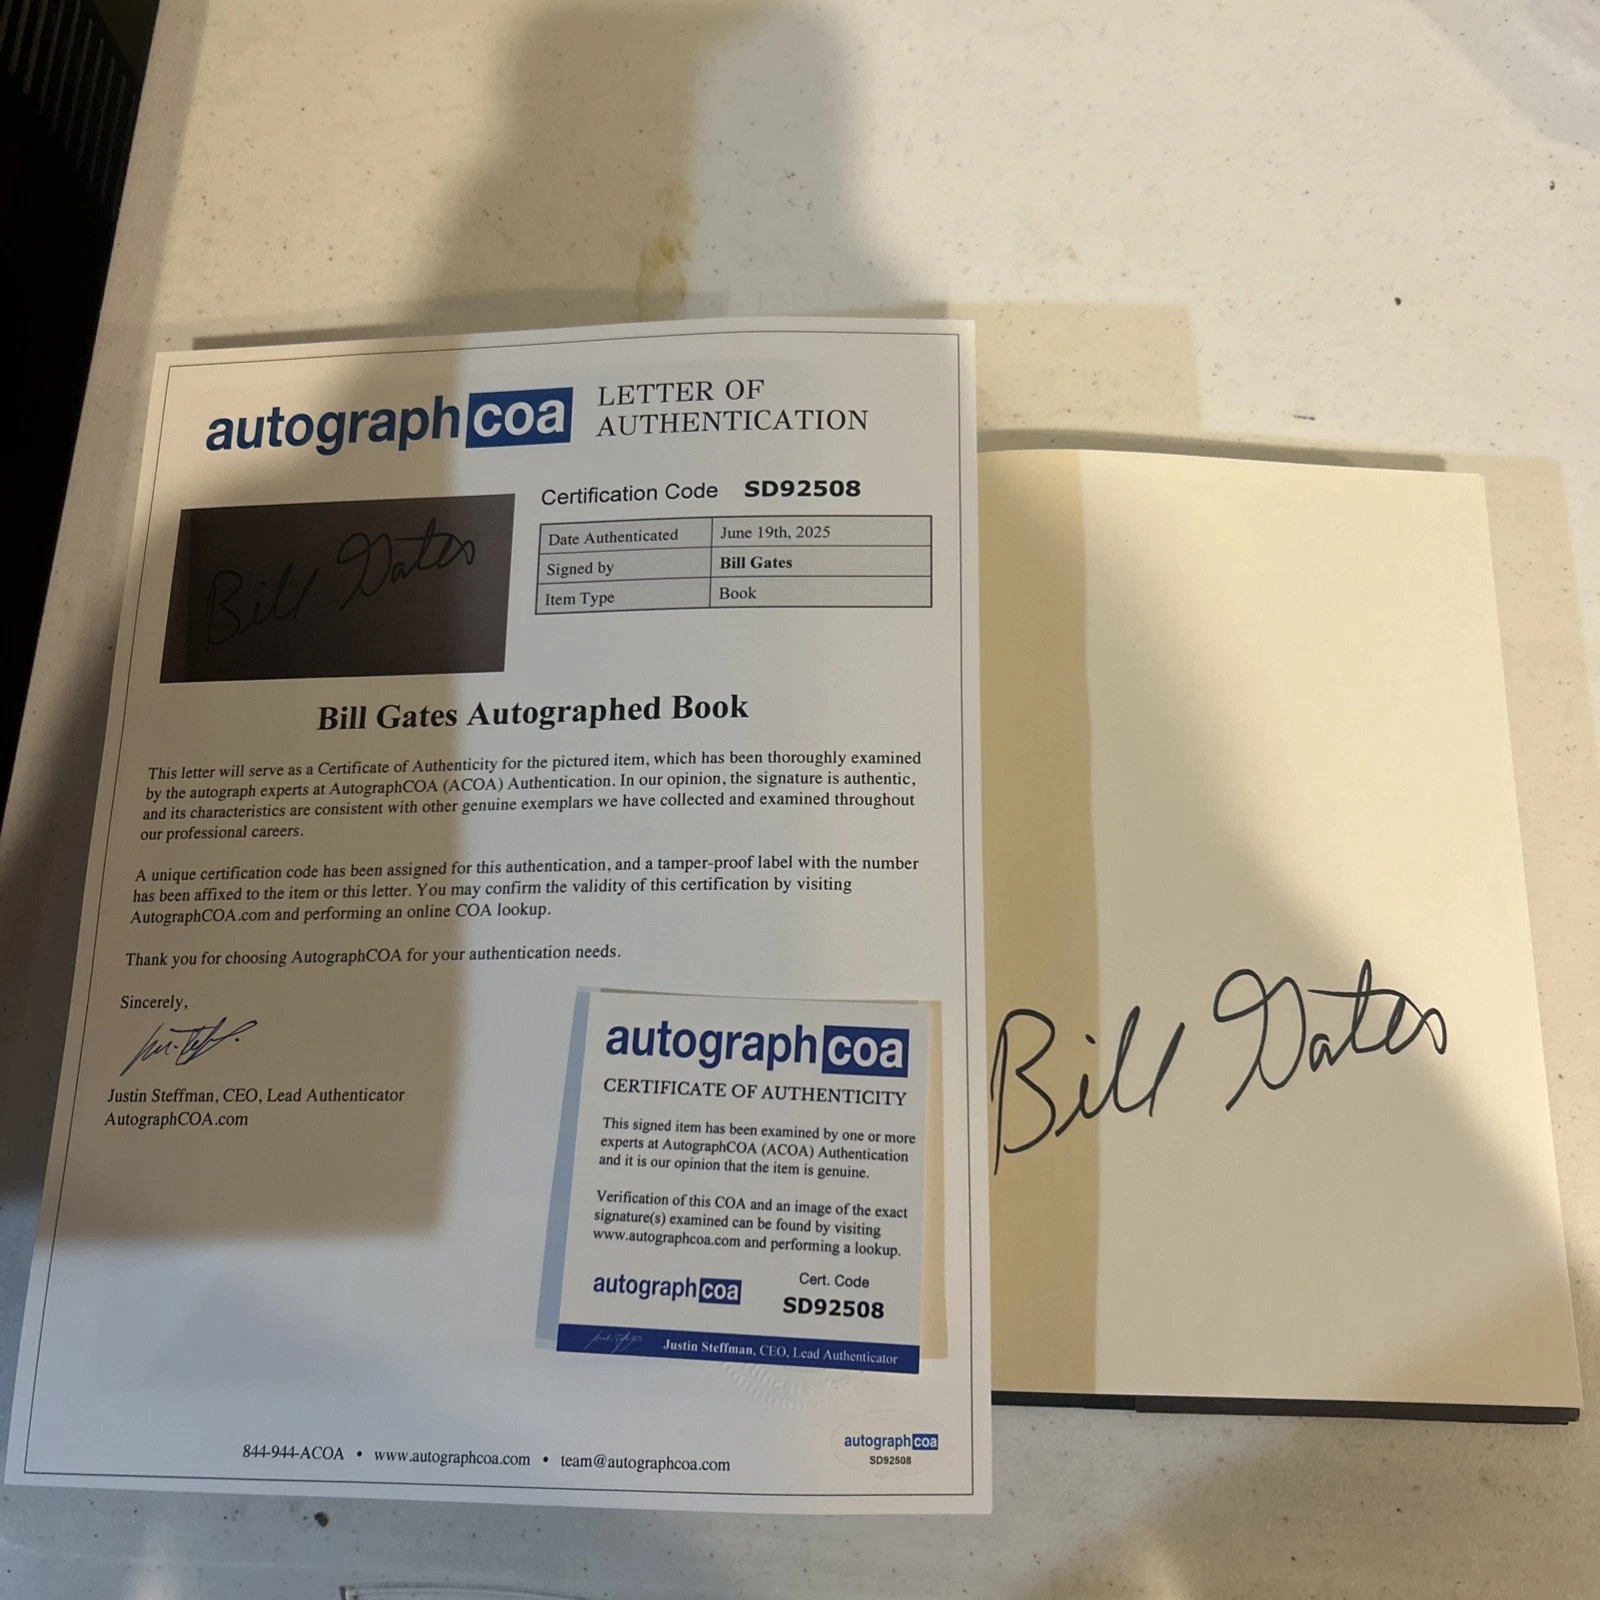 autographcoa LETTER OF
AUTHENTICATION
Certification Code SD92508
Bill Gates
Date Authenticated June 19th, 2025
Signed by Bill Gates
Item Type Book
Bill Gates Autographed Book
This letter will serve as a Certificate of Authenticity for the pictured item, which has been thoroughly examined
by the autograph experts at AutographCOA (ACOA) Authentication. In our opinion, the signature is authentic,
and its characteristics are consistent with other genuine exemplars we have collected and examined throughout
our professional careers.
A unique certification code has been assigned for this authentication, and a tamper-proof label with the number
has been affixed to the item or this letter. You may confirm the validity of this certification by visiting
AutographCOA.com and performing an online COA lookup.
Thank you for choosing AutographCOA for your authentication needs.
Sincerely,
Justin Steffman, CEO, Lead Authenticator
AutographCOA.com
autographcoa
CERTIFICATE OF AUTHENTICITY
This signed item has been examined by one or more
experts at AutographCOA (ACOA) Authentication
and it is our opinion that the item is genuine.
Verification of this COA and an image of the exact
signature(s) examined can be found by visiting
www.autographcoa.com and performing a lookup.
autographcoa
Cert. Code
SD92508
Justin Steffman, CEO, Lead Authenticator
844-944-ACOA • www.autographcoa.com • team@autographcoa.com
autographcoa
SD92508
Bill Gates